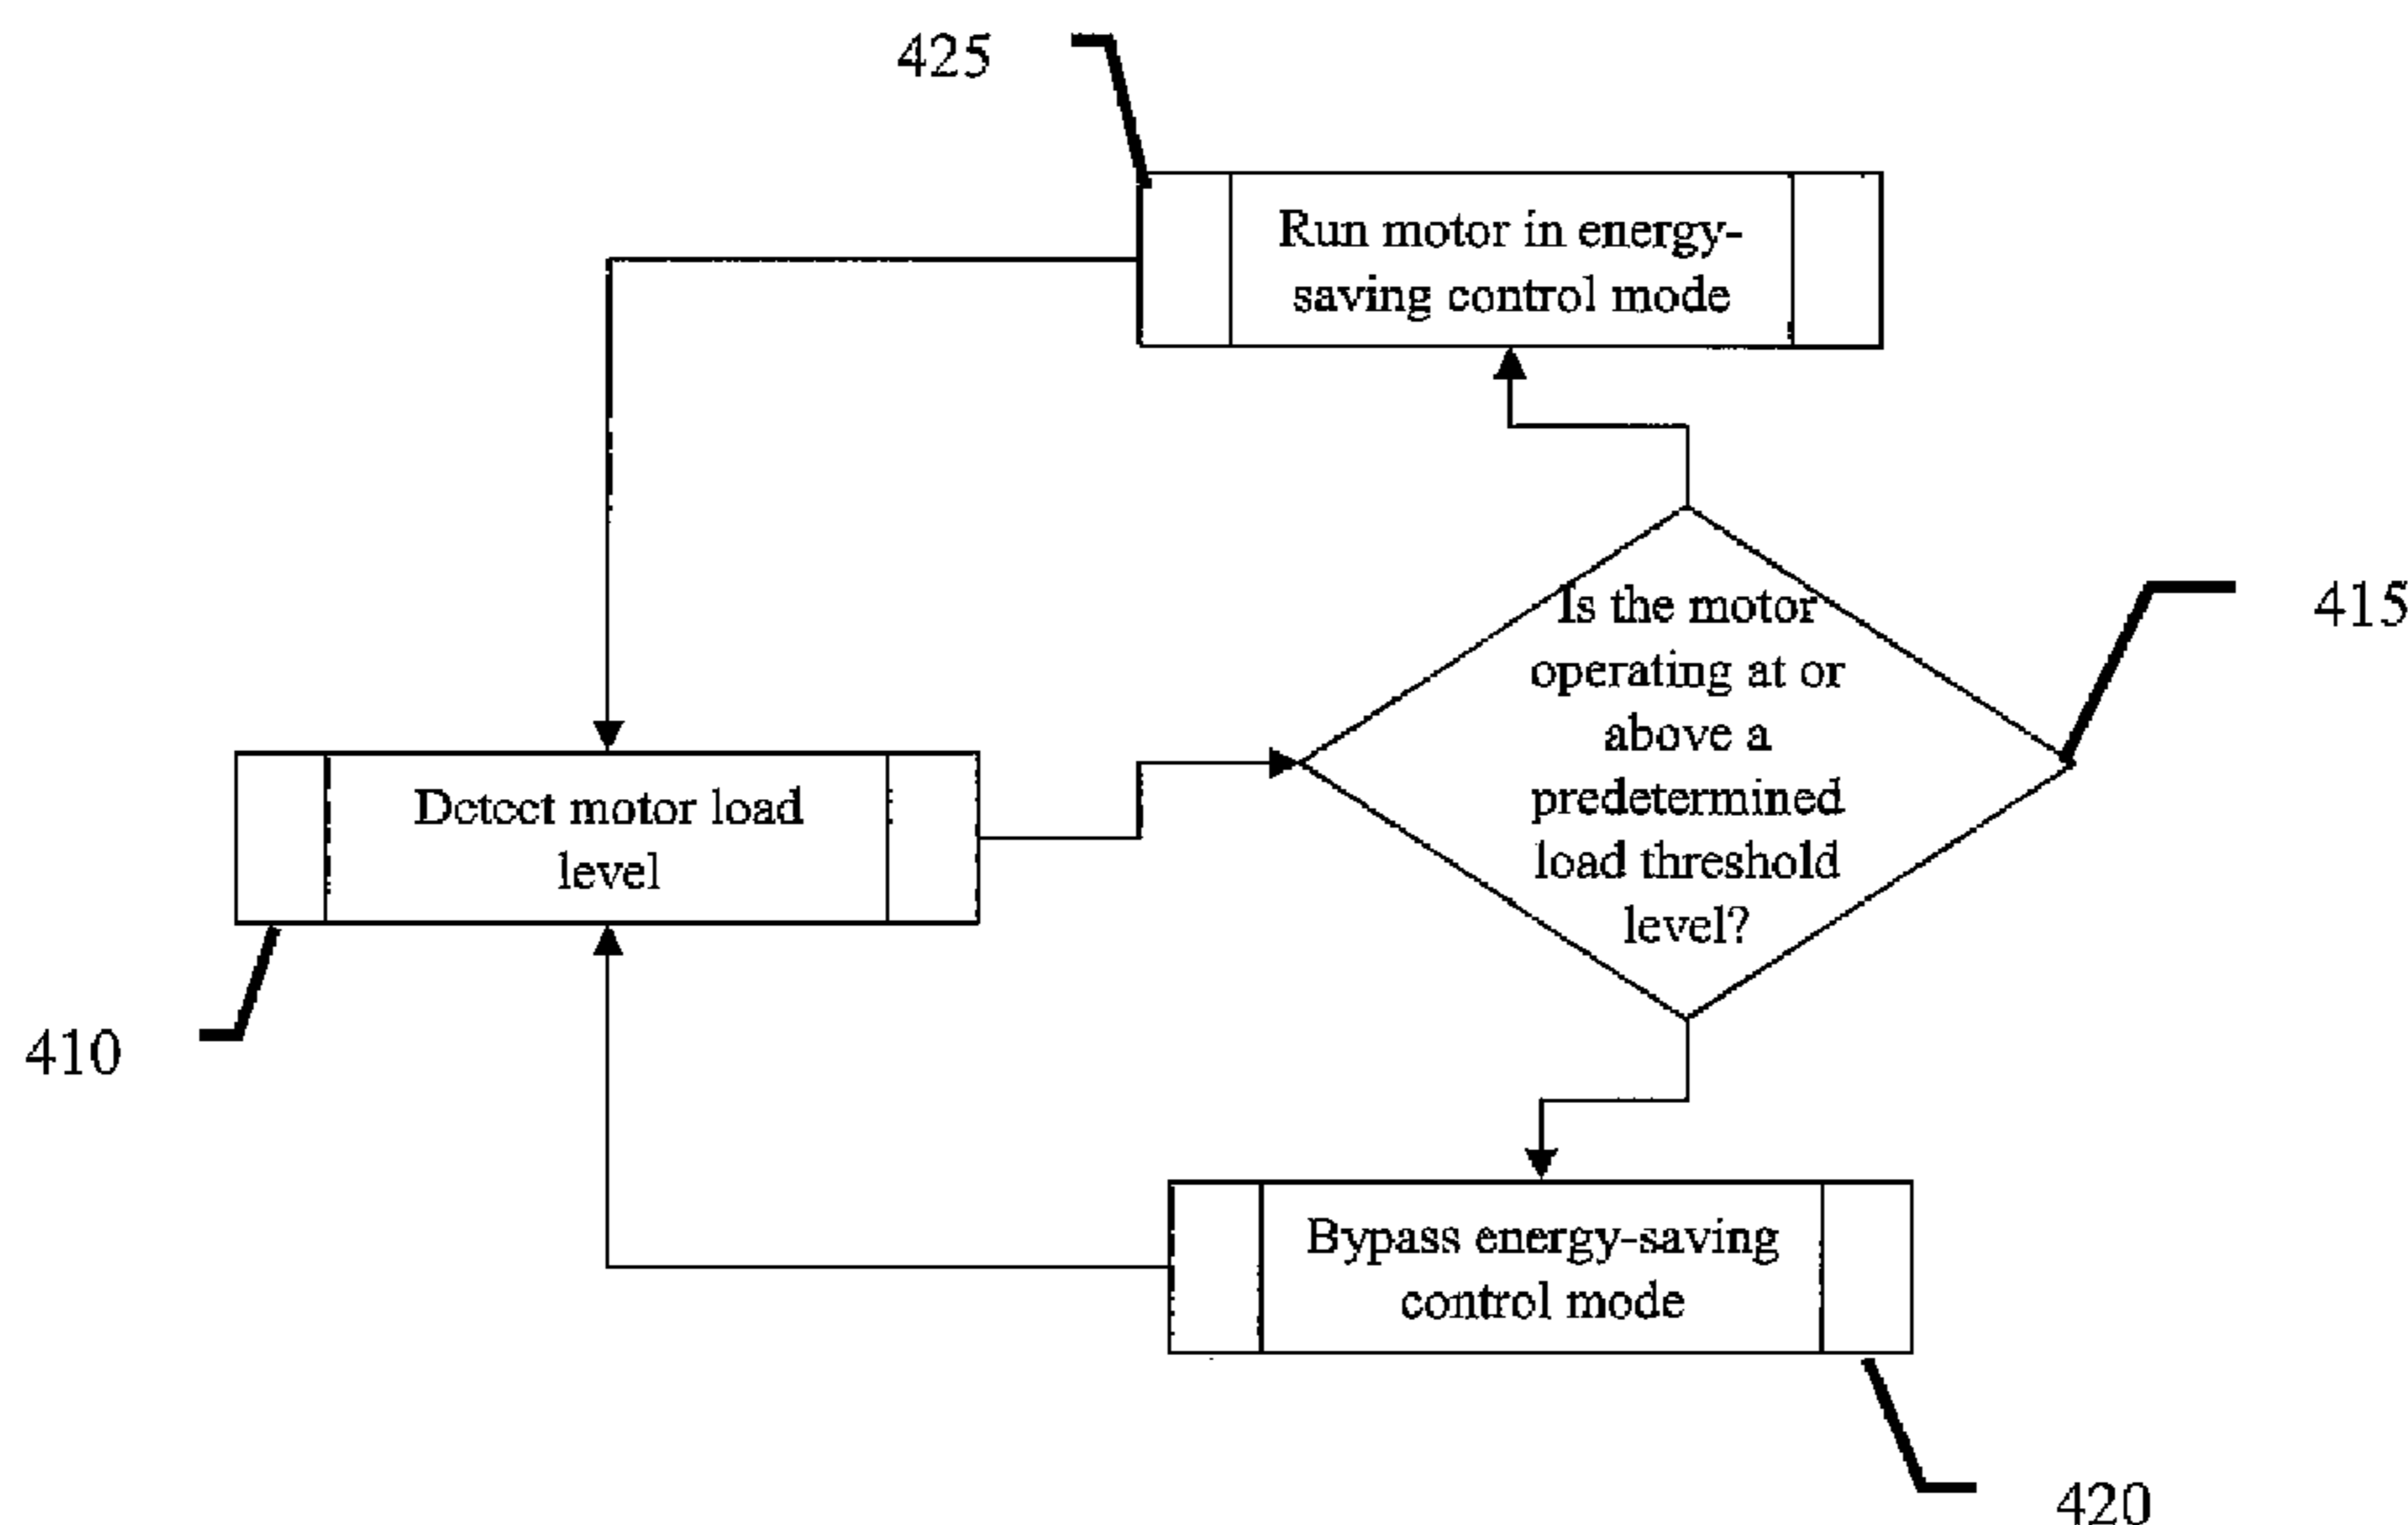 425
Run motor in energy-
saving control mode
Is the motor
operating at or
above a
predetermined
load threshold
level?
415
Detect motor load
level
410
Bypass energy-saving
control mode
420